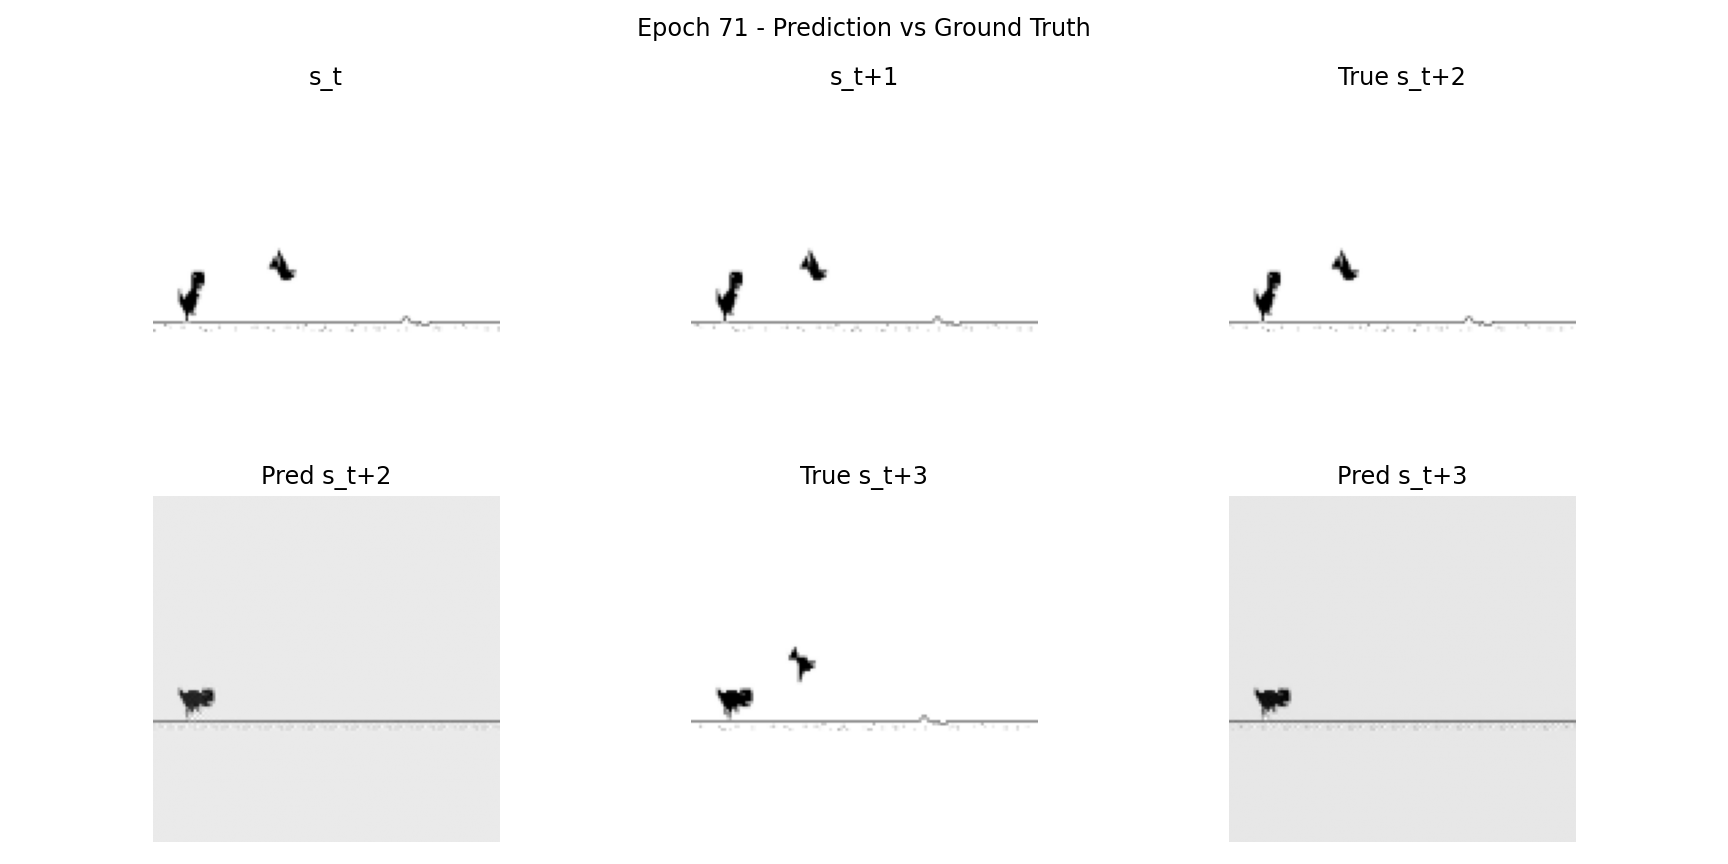 Epoch 71 - Prediction vs Ground Truth
s_t
s_t+1
True s_t+2
Pred s_t+2
True s_t+3
Pred s_t+3